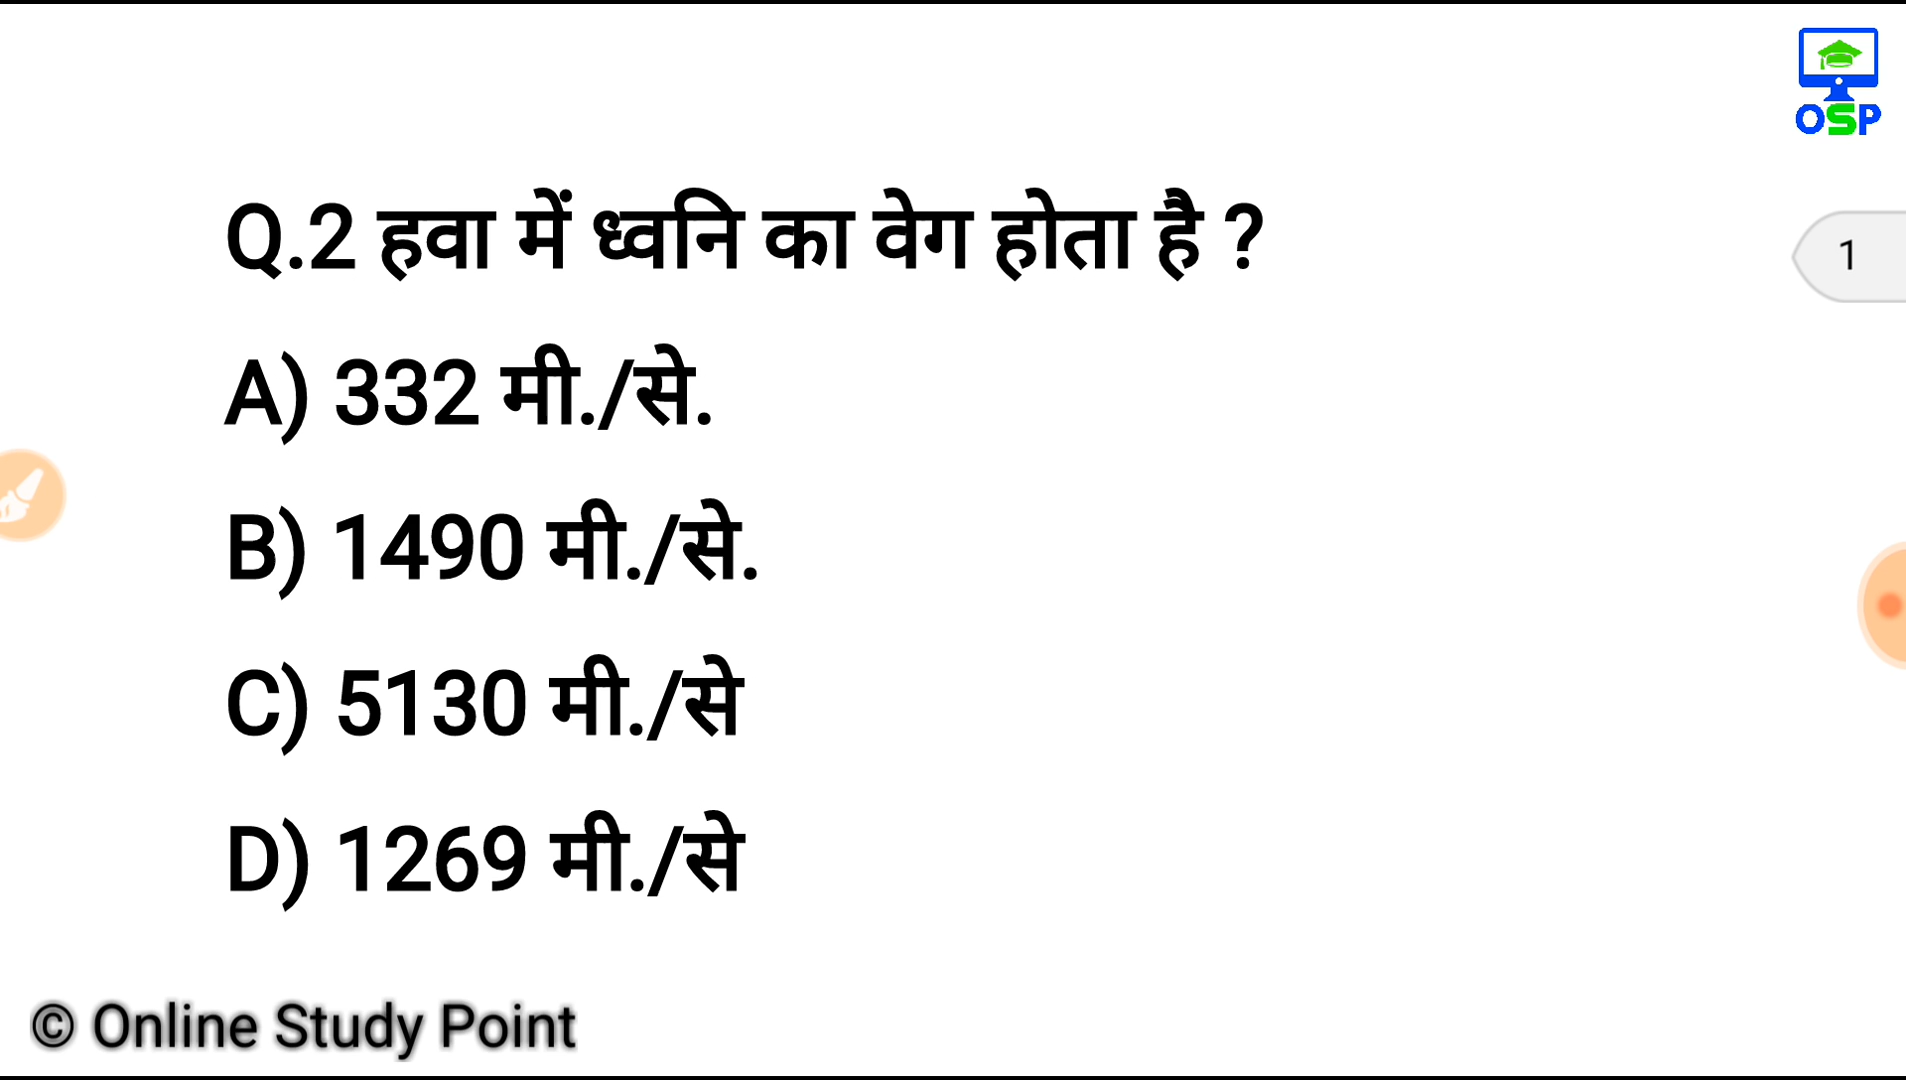 OSP
Q.2 हवा में ध्वनि का वेग होता है ?
1
A) 332 मी./से.
B) 1490 मी./से.
C) 5130 मी./से
D) 1269 मी./से
© Online Study Point